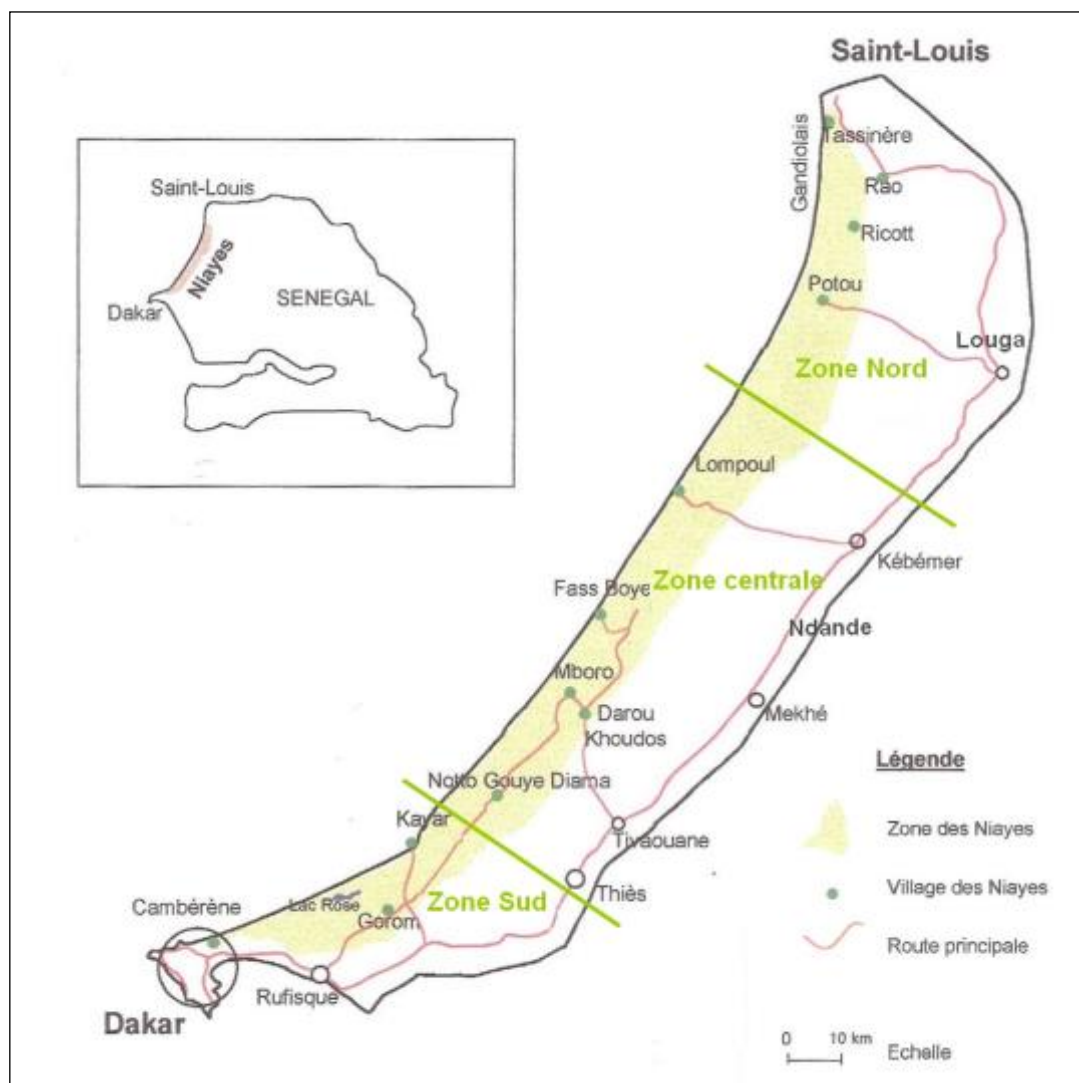 Saint-Louis
Tassinère
Gandiolais
Rao
Ricott
Potou
Louga
Zone Nord
Lompoul
Kébémer
Zone centrale
Fass Boye
Ndande
Mboro
Mekhé
Darou
Khoudos
Notto Gouye Diama
Kayar
Tivaouane
Thiès
Zone Sud
Lac Rose
Gorom
Cambérène
Rufisque
Dakar
Saint-Louis
Niayes
SENEGAL
Dakar
Légende
Zone des Niayes
Village des Niayes
Route principale
0 10 km
Echelle